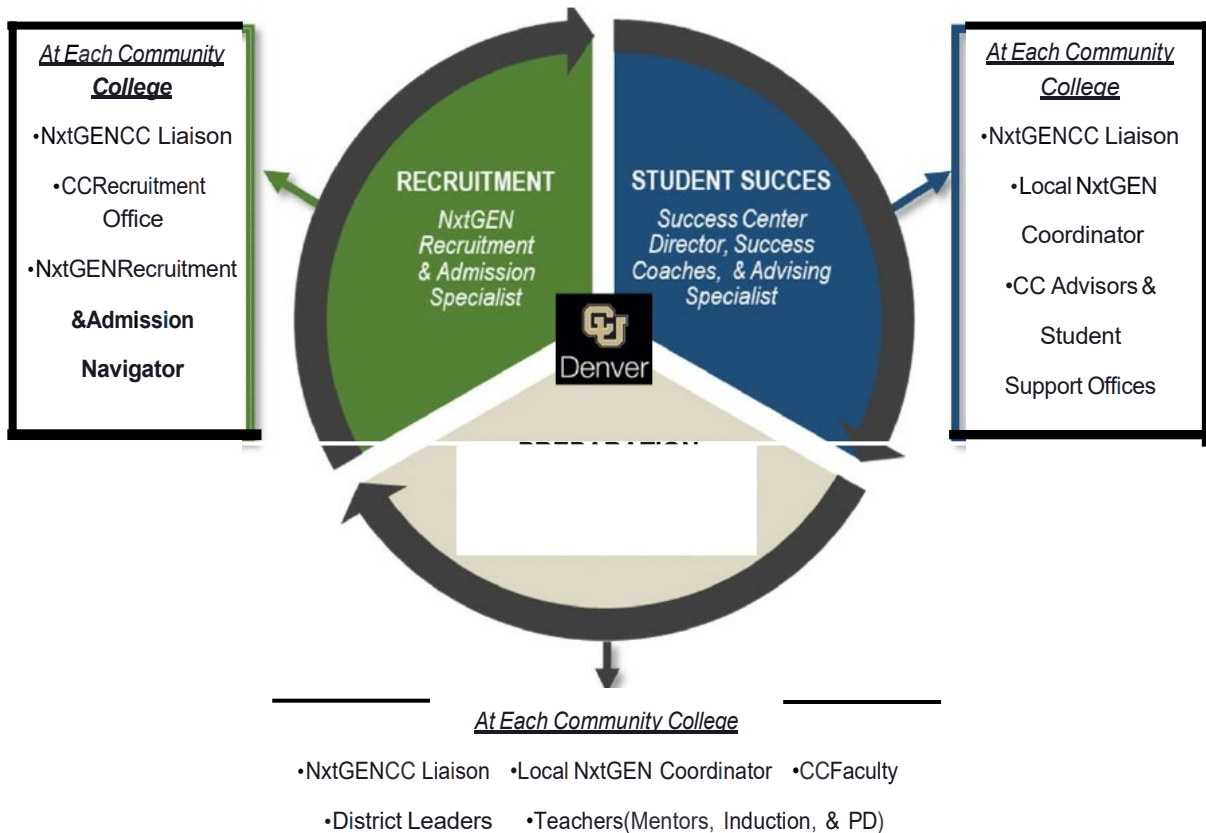 At Each Community
College
•NxtGENCC Liaison
•CCRecruitment
Office
•NxtGENRecruitment
&Admission
Navigator
RECRUITMENT
NxtGEN
Recruitment
& Admission
Specialist
STUDENT SUCCES
Success Center
Director, Success
Coaches, & Advising
Specialist
At Each Community
College
•NxtGENCC Liaison
•Local NxtGEN
Coordinator
•CC Advisors &
Student
Support Offices
CU
Denver
At Each Community College
•NxtGENCC Liaison •Local NxtGEN Coordinator •CCFaculty
•District Leaders •Teachers(Mentors, Induction, & PD)